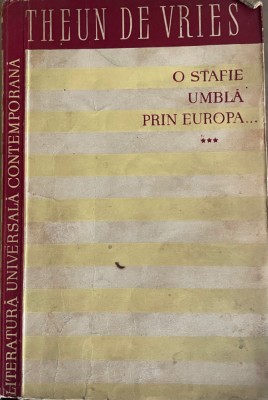 THEUN DE VRIES
O STAFIE
UMBLĂ
PRIN EUROPA...
***
LITERATURĂ UNIVERSALĂ CONTEMPORANĂ